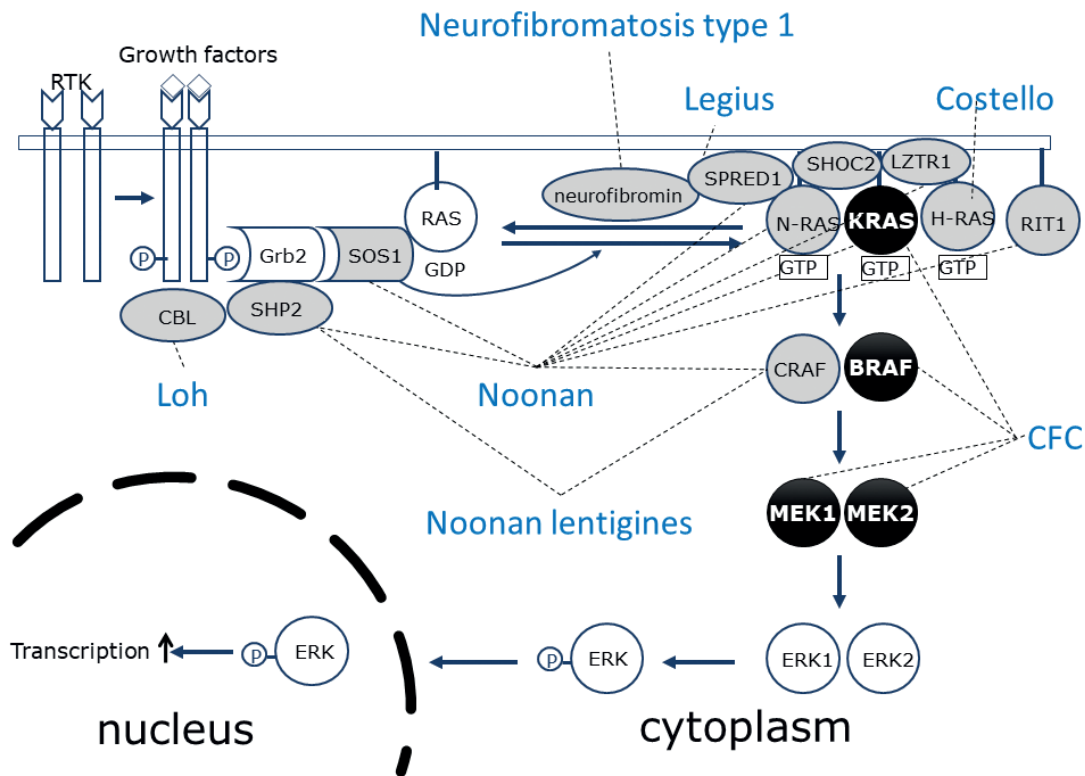 Neurofibromatosis type 1
Growth factors
RTK
Legius
Costello
SHOC2
LZTR1
SPRED1
neurofibromin
RAS
N-RAS
KRAS
H-RAS
RIT1
P
P
Grb2
SOS1
GDP
GTP
GTP
GTP
CBL
SHP2
Loh
Noonan
CRAF
BRAF
CFC
MEK1
MEK2
Noonan lentigines
Transcription
P
ERK
P
ERK
ERK1
ERK2
nucleus
cytoplasm